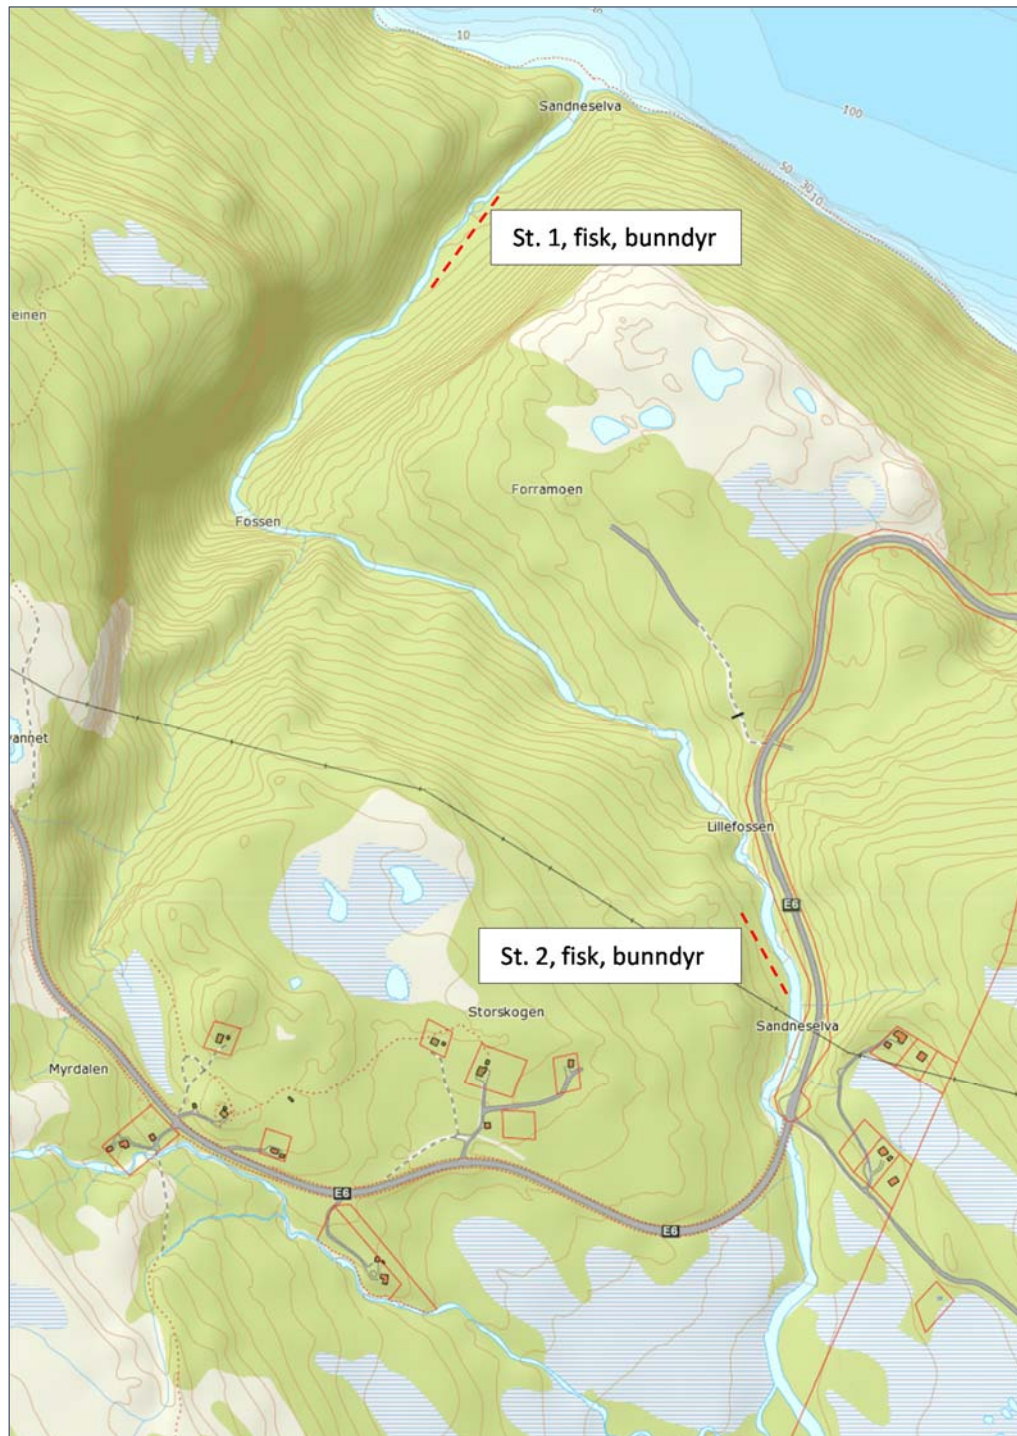 10
Sandneselva
100
50
30
10
St. 1, fisk, bunndyr
einen
Forramoen
Fossen
vannet
Lillefossen
E6
St. 2, fisk, bunndyr
Storskogen
Sandneselva
Myrdalen
E6
E6